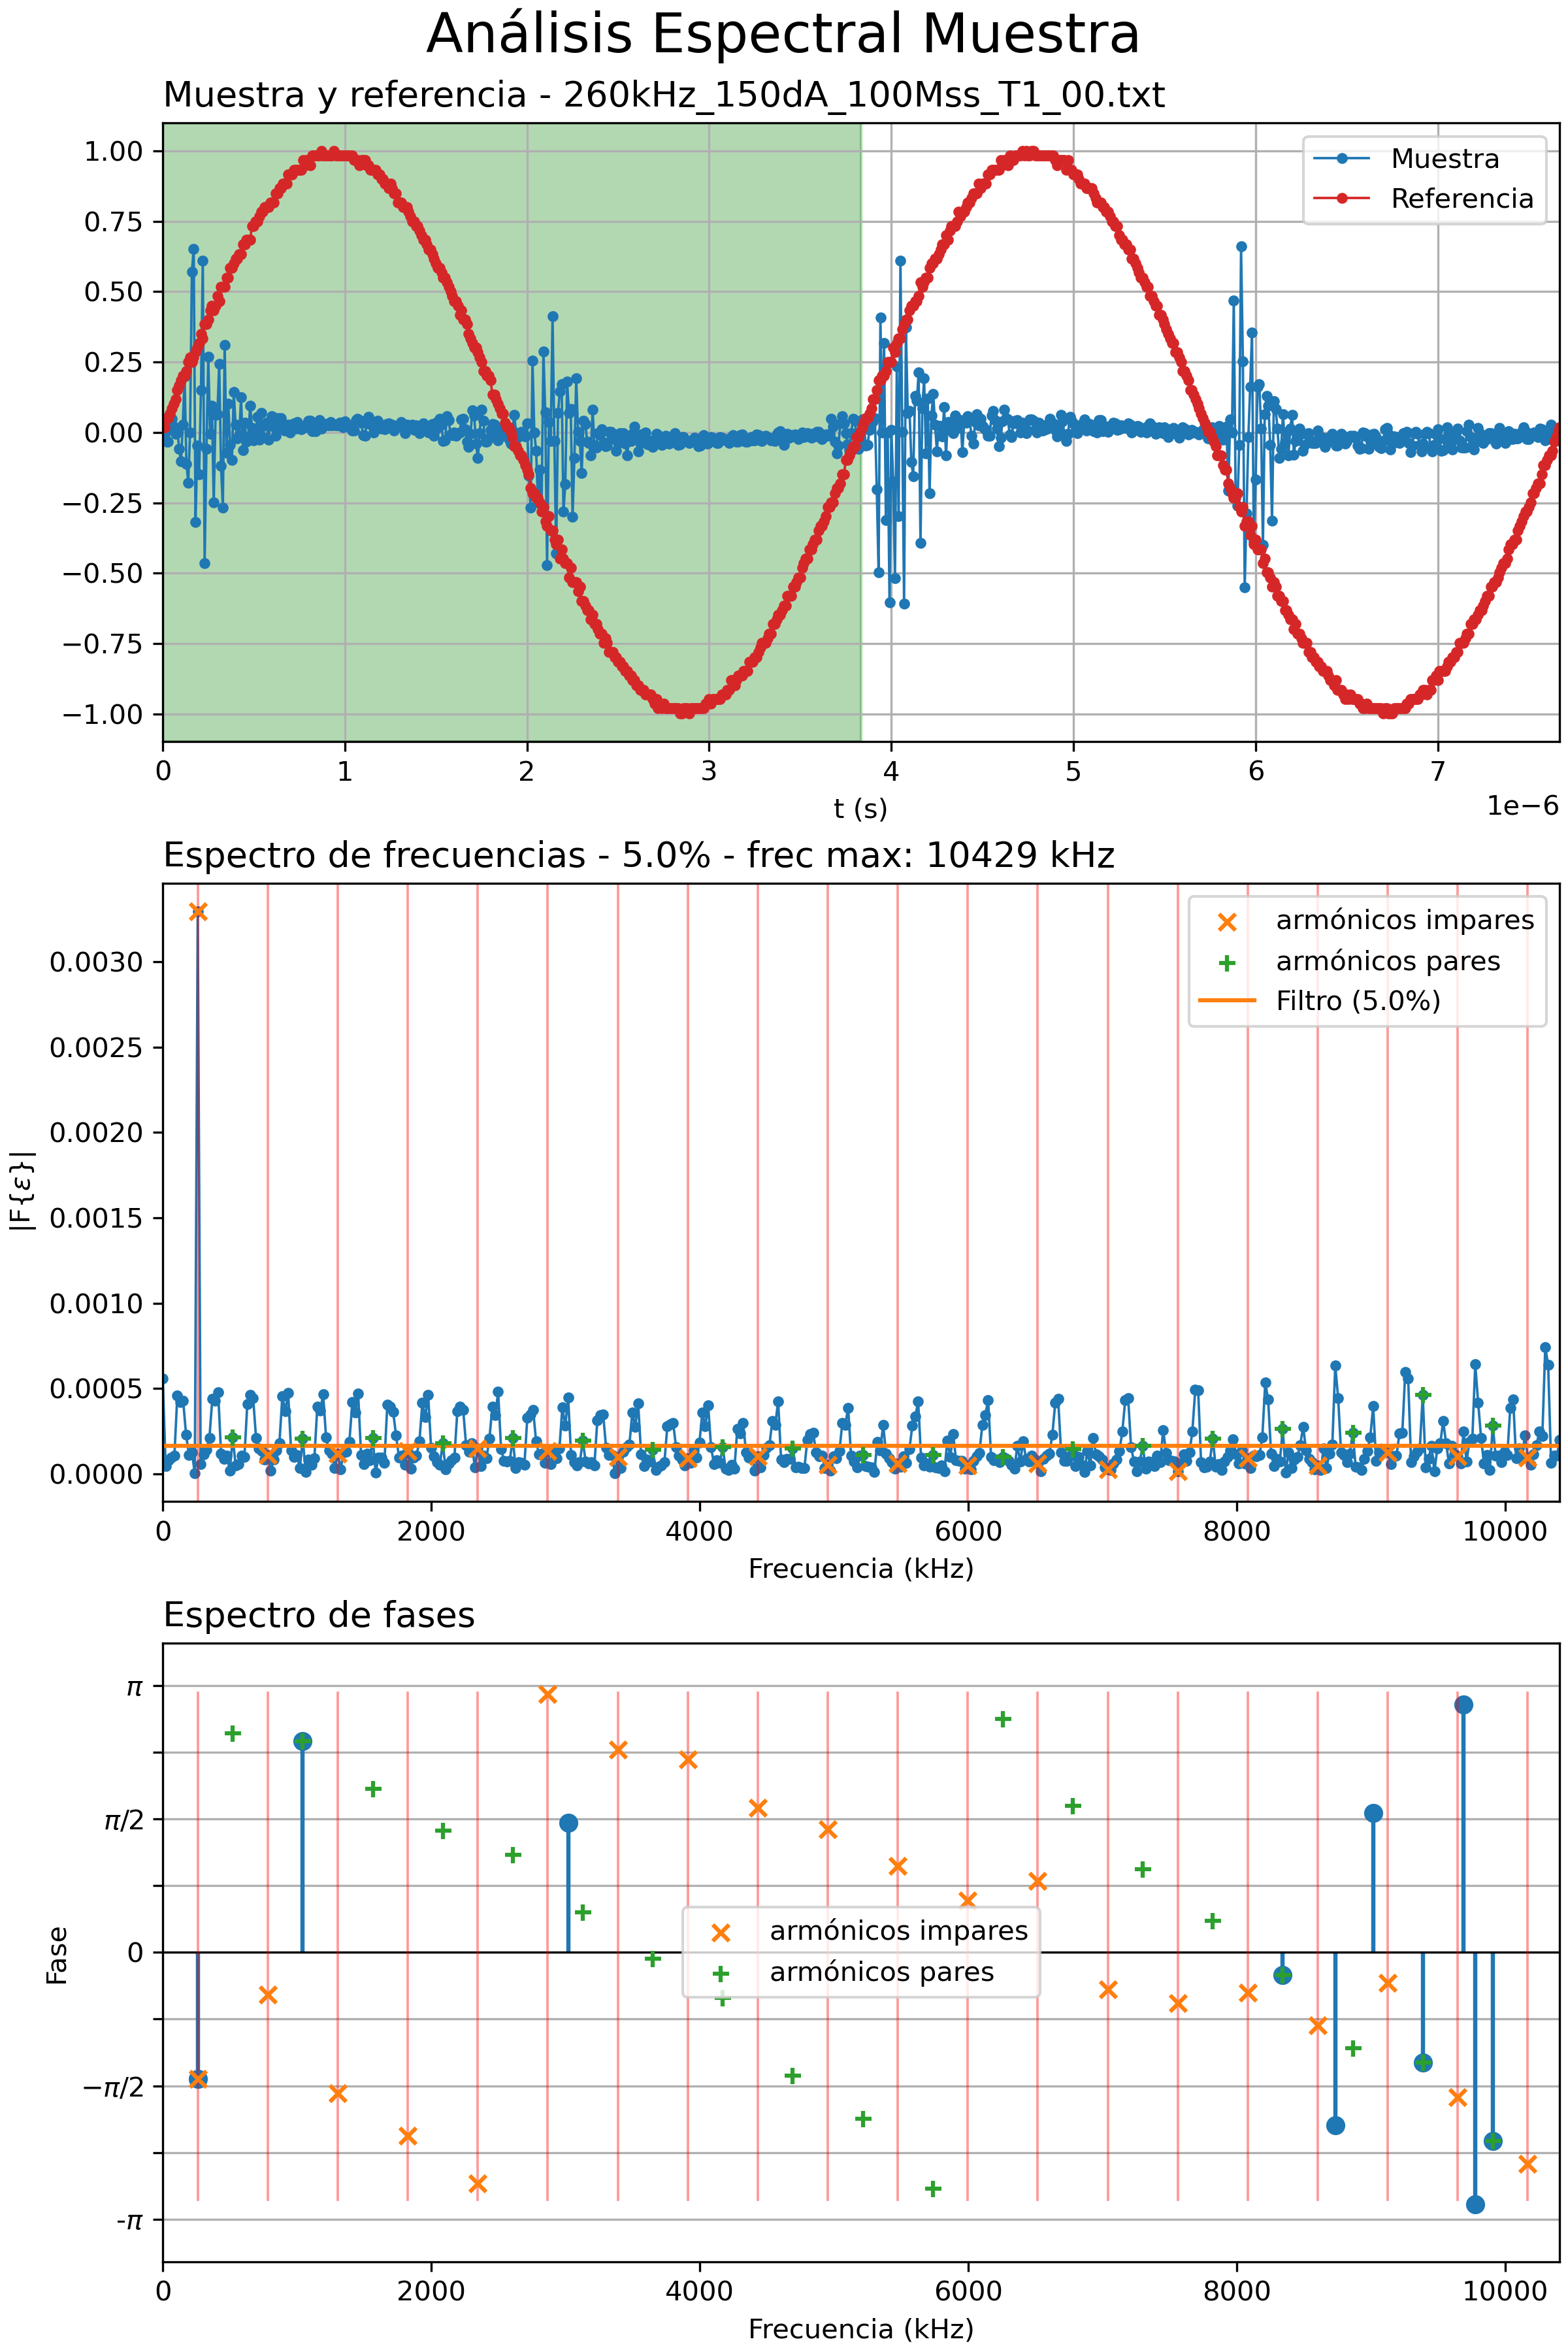 Análisis Espectral Muestra
Muestra y referencia - 260kHz_150dA_100Mss_T1_00.txt
1.00
0.75
0.50
0.25
0.00
−0.25
−0.50
−0.75
−1.00
Muestra
Referencia
0 1 2 3 4 5 6 7
1e−6
t (s)
Espectro de frecuencias - 5.0% - frec max: 10429 kHz
|F{ε}|
0.0030
0.0025
0.0020
0.0015
0.0010
0.0005
0.0000
armónicos impares
armónicos pares
Filtro (5.0%)
0 2000 4000 6000 8000 10000
Frecuencia (kHz)
Espectro de fases
Fase
π
π/2
0
−π/2
-π
armónicos impares
armónicos pares
0 2000 4000 6000 8000 10000
Frecuencia (kHz)